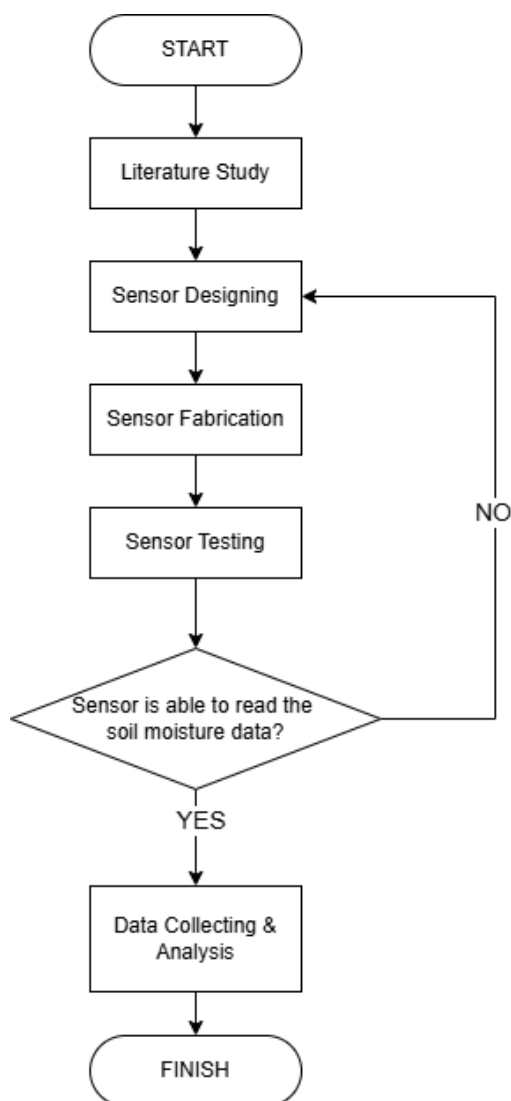 START
Literature Study
Sensor Designing
Sensor Fabrication
NO
Sensor Testing
Sensor is able to read the
soil moisture data?
YES
Data Collecting &
Analysis
FINISH